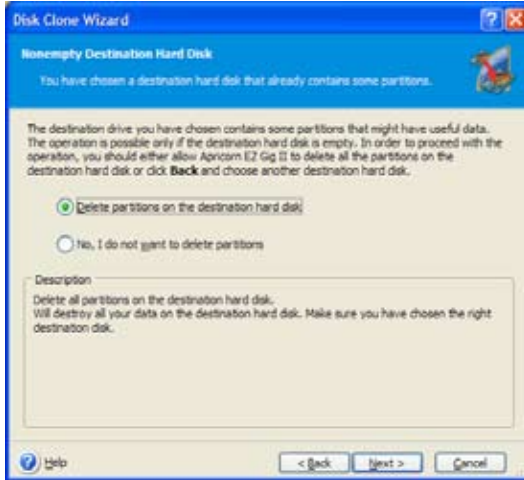 Disk Clone Wizard
Nonempty Destination Hard Disk
You have chosen a destination hard disk that already contains some partitions.
The destination drive you have chosen contains some partitions that might have useful data.
The operation is possible only if the destination hard disk is empty. In order to proceed with the
operation, you should either allow Apricorn EZ Gig II to delete all the partitions on the
destination hard disk or click Back and choose another destination hard disk.
Delete partitions on the destination hard disk
No, I do not want to delete partitions
Description
Delete all partitions on the destination hard disk.
Will destroy all your data on the destination hard disk. Make sure you have chosen the right
destination disk.
Help
< Back
Next >
Cancel